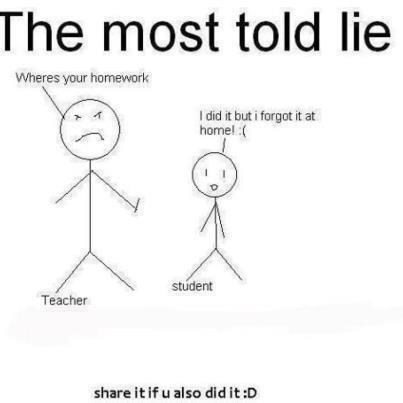 The most told lie
Wheres your homework
I did it but i forgot it at
home! :(
student
Teacher
share it if u also did it :D